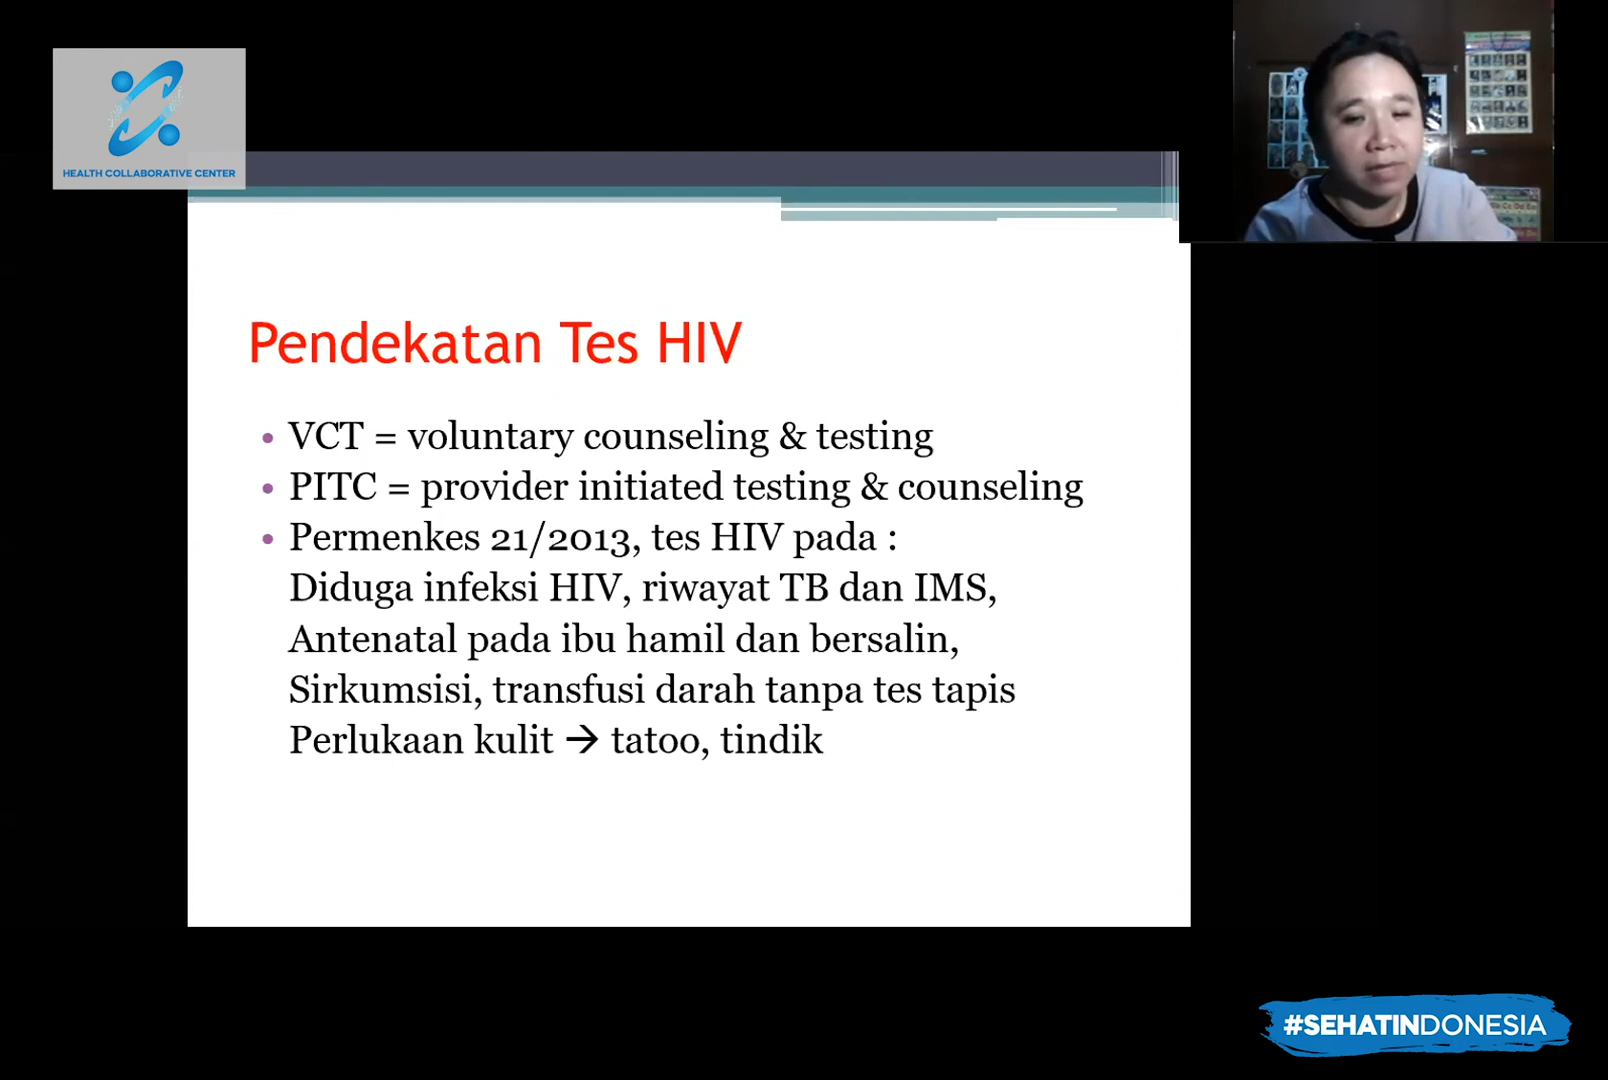 HEALTH COLLABORATIVE CENTER
Pendekatan Tes HIV
• VCT = voluntary counseling & testing
• PITC = provider initiated testing & counseling
• Permenkes 21/2013, tes HIV pada :
Diduga infeksi HIV, riwayat TB dan IMS,
Antenatal pada ibu hamil dan bersalin,
Sirkumsisi, transfusi darah tanpa tes tapis
Perlukaan kulit → tatoo, tindik
#SEHATINDONESIA